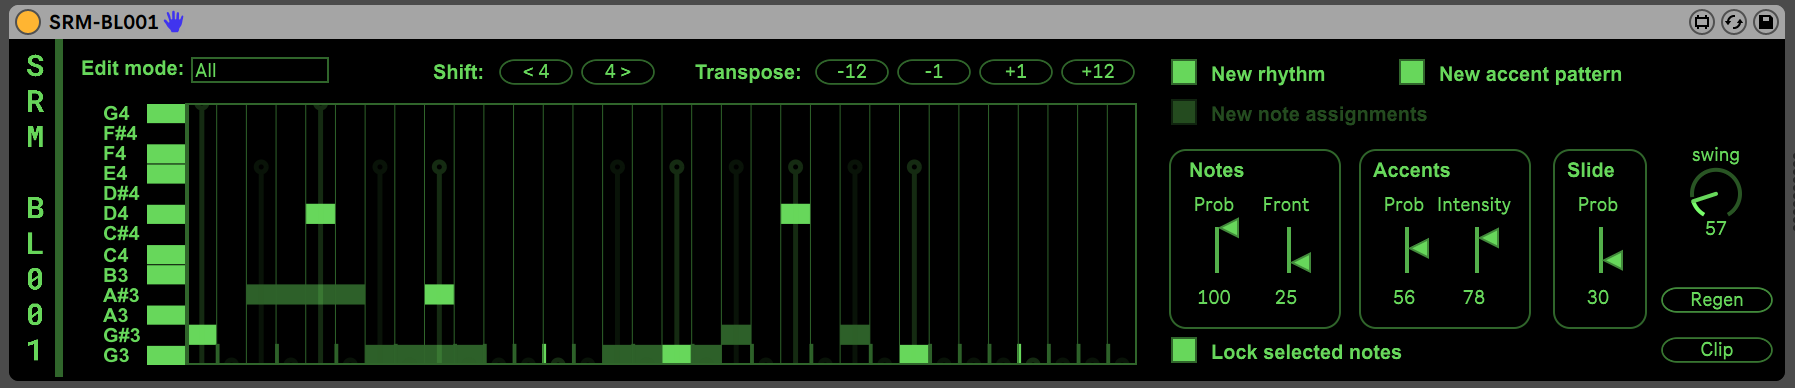 SRM-BL001
SRM BL001
Edit mode: All
Shift: < 4 4 >
Transpose: -12 -1 +1 +12
G4
F#4
F4
E4
D#4
D4
C#4
C4
B3
A#3
A3
G#3
G3
New rhythm New accent pattern
New note assignments
Notes
Prob Front
100 25
Accents
Prob Intensity
56 78
Slide
Prob
30
Lock selected notes
swing
57
Regen
Clip